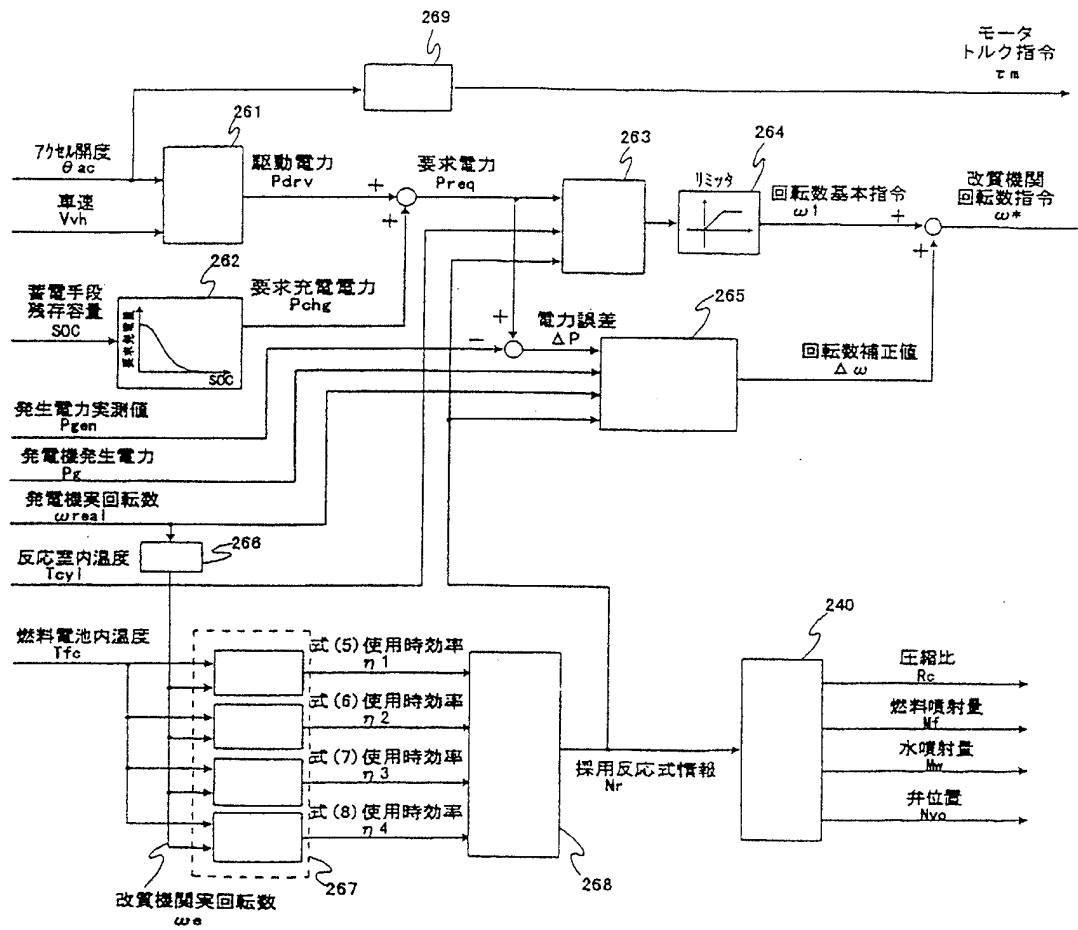 269
モータ
トルク指令
τm
261
アクセル開度
θac
車速
Vvh
駆動電力
Pdrv
+
+
要求電力
Preq
263
264
リミッタ
回転数基本指令
ω1
+
+
改質機関
回転数指令
ω*
262
蓄電手段
残存容量
SOC
要求発電量
SOC
要求充電電力
Pchg
+
-
電力誤差
ΔP
265
回転数補正値
Δω
発生電力実測値
Pgen
発電機発生電力
Pg
発電機実回転数
ωreal
266
反応室内温度
Tcyl
燃料電池内温度
Tfc
式(5)使用時効率
η1
式(6)使用時効率
η2
式(7)使用時効率
η3
式(8)使用時効率
η4
267
268
改質機関実回転数
ωe
採用反応式情報
Nr
240
圧縮比
Rc
燃料噴射量
Mf
水噴射量
Mw
弁位置
Nvo